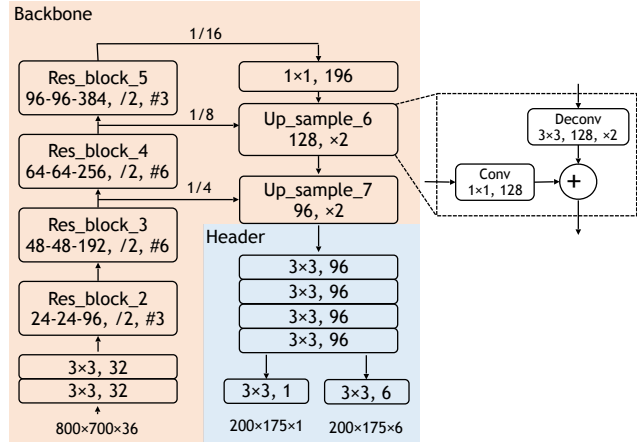 Backbone
1/16
Res_block_5
96-96-384, /2, #3
1×1, 196
1/8
Up_sample_6
128, ×2
Deconv
3×3, 128, ×2
Res_block_4
64-64-256, /2, #6
Conv
1×1, 128
+
1/4
Up_sample_7
96, ×2
Res_block_3
48-48-192, /2, #6
Header
3×3, 96
3×3, 96
3×3, 96
3×3, 96
Res_block_2
24-24-96, /2, #3
3×3, 32
3×3, 32
3×3, 1
3×3, 6
800×700×36
200×175×1
200×175×6